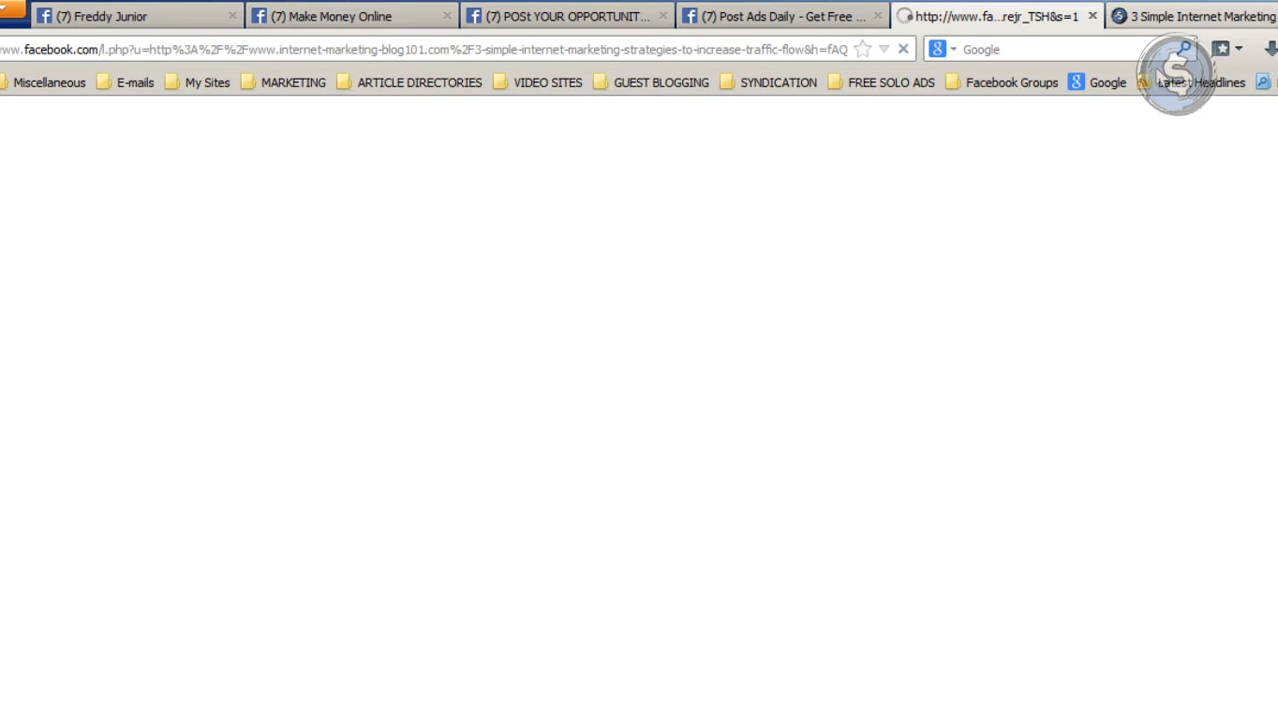 (7) Freddy Junior
(7) Make Money Online
(7) POSt YOUR OPPORTUNIT...
(7) Post Ads Daily - Get Free ...
http://www.fa...rejr_TSH&s=1
3 Simple Internet Marketing
www.facebook.com/l.php?u=http%3A%2F%2Fwww.internet-marketing-blog101.com%2F3-simple-internet-marketing-strategies-to-increase-traffic-flow&h=fAQ
Google
Miscellaneous
E-mails
My Sites
MARKETING
ARTICLE DIRECTORIES
VIDEO SITES
GUEST BLOGGING
SYNDICATION
FREE SOLO ADS
Facebook Groups
Google
Latest Headlines